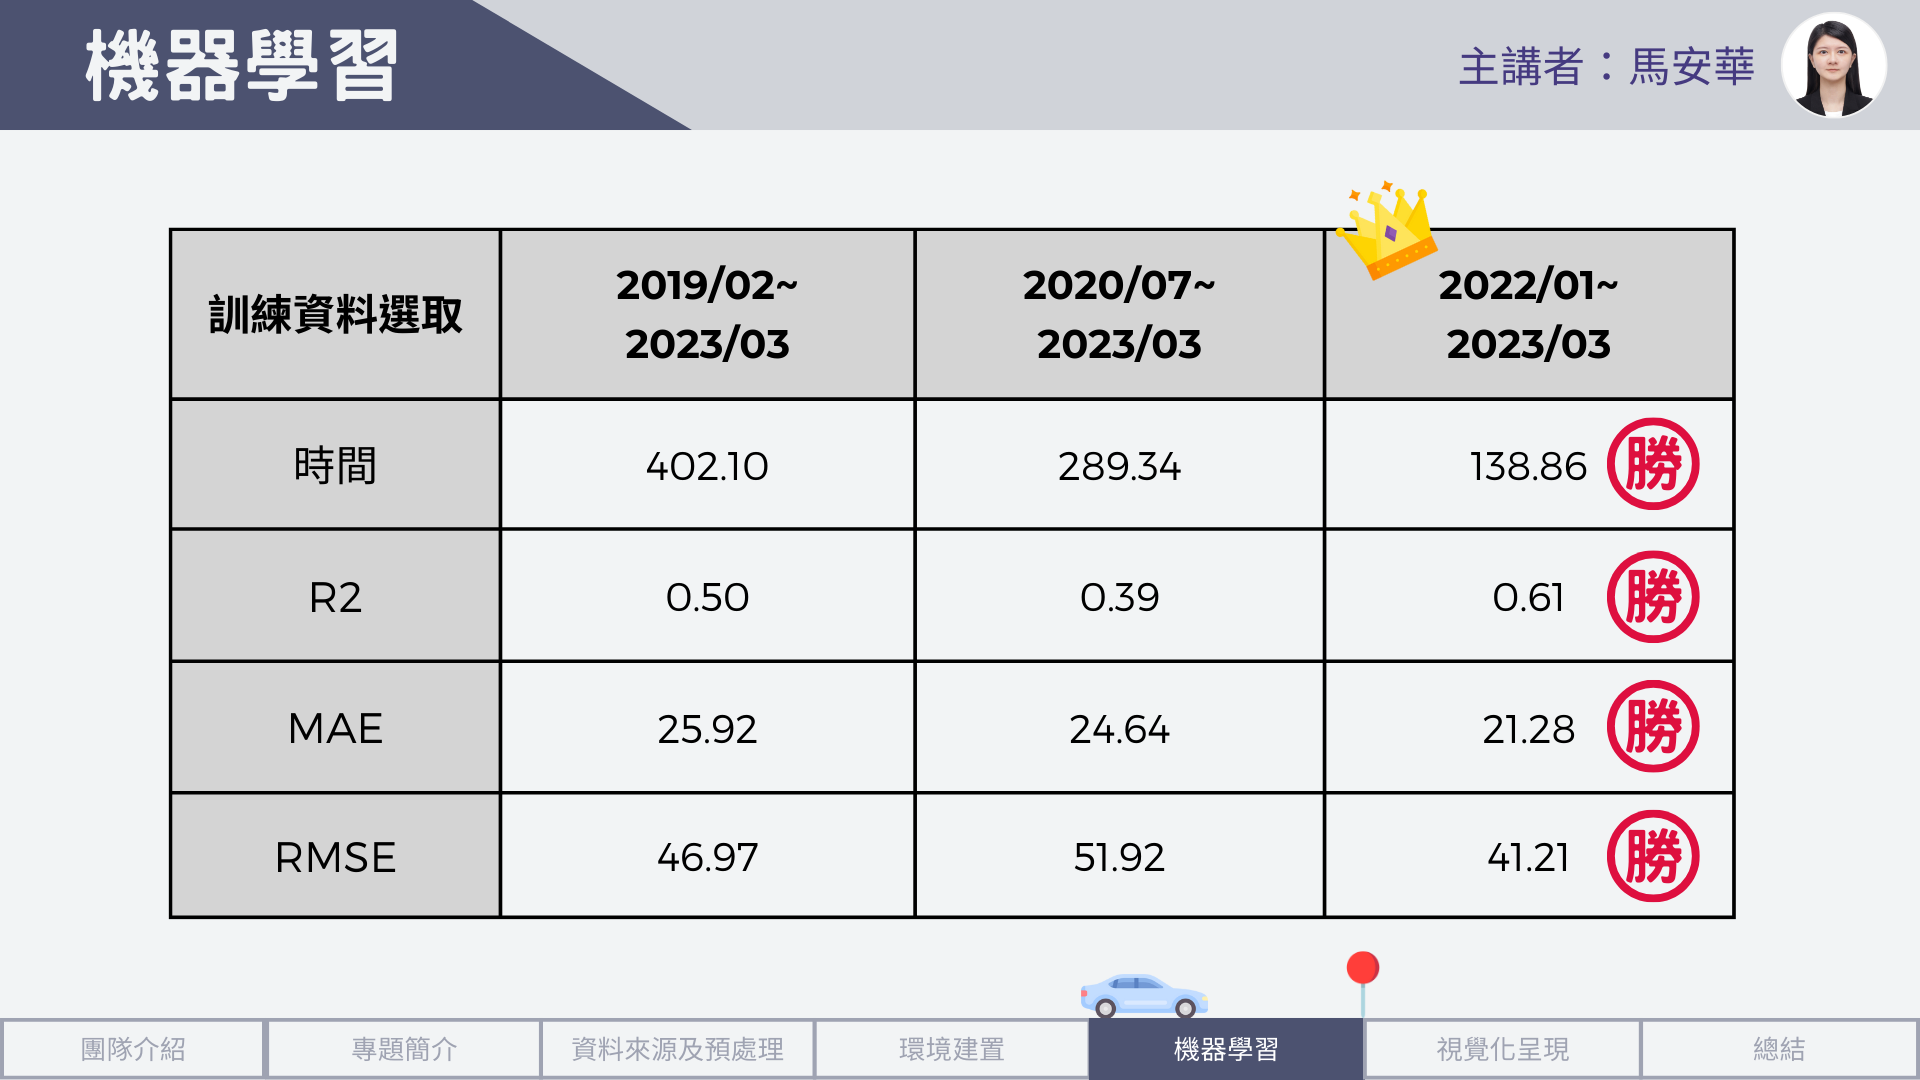 機器學習
主講者：馬安華
訓練資料選取
2019/02~
2023/03
2020/07~
2023/03
2022/01~
2023/03
時間
402.10
289.34
138.86
勝
R2
0.50
0.39
0.61
勝
MAE
25.92
24.64
21.28
勝
RMSE
46.97
51.92
41.21
勝
團隊介紹
專題簡介
資料來源及預處理
環境建置
機器學習
視覺化呈現
總結